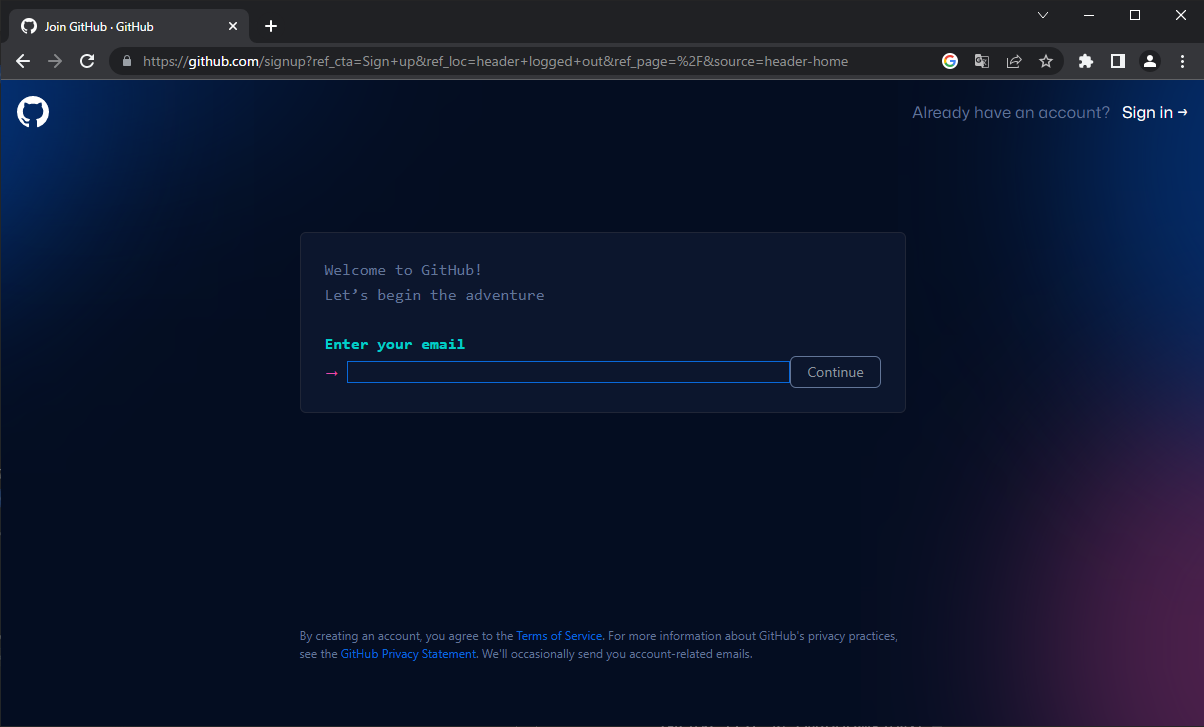 Join GitHub · GitHub
https://github.com/signup?ref_cta=Sign+up&ref_loc=header+logged+out&ref_page=%2F&source=header-home
Already have an account? Sign in →
Welcome to GitHub!
Let’s begin the adventure
Enter your email
→
Continue
By creating an account, you agree to the Terms of Service. For more information about GitHub's privacy practices,
see the GitHub Privacy Statement. We'll occasionally send you account-related emails.